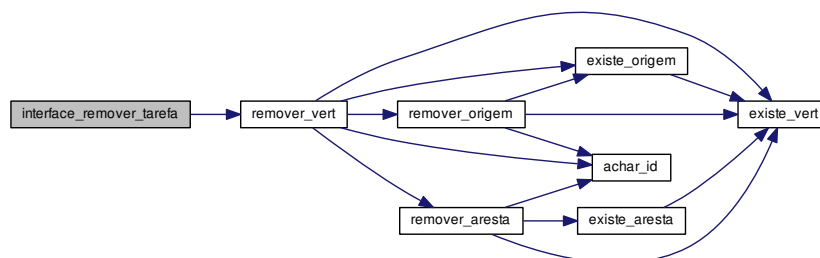 interface_remover_tarefa
remover_vert
existe_origem
remover_origem
existe_vert
achar_id
remover_aresta
existe_aresta